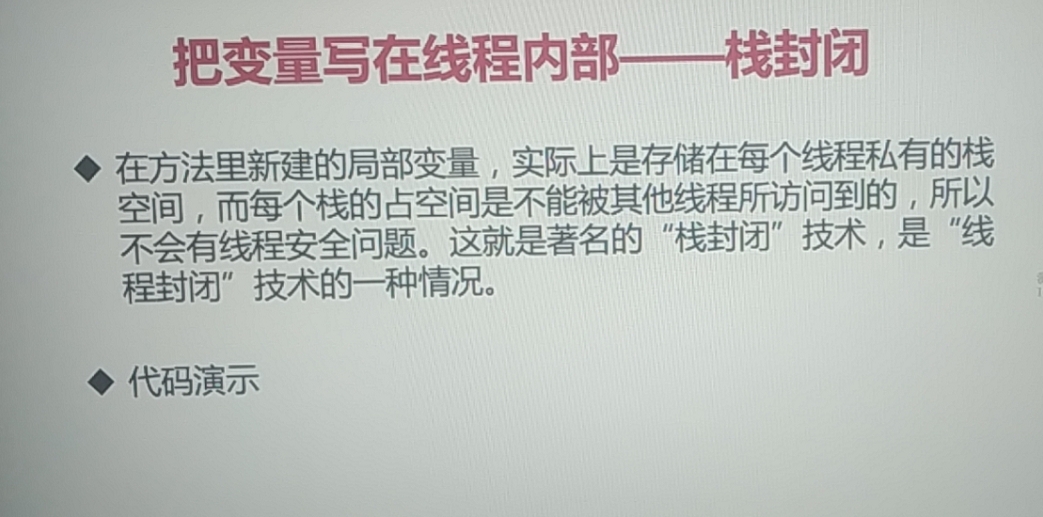 把变量写在线程内部——栈封闭
◆ 在方法里新建的局部变量，实际上是存储在每个线程私有的栈
空间，而每个栈的占空间是不能被其他线程所访问到的，所以
不会有线程安全问题。这就是著名的“栈封闭”技术，是“线
程封闭”技术的一种情况。
◆ 代码演示